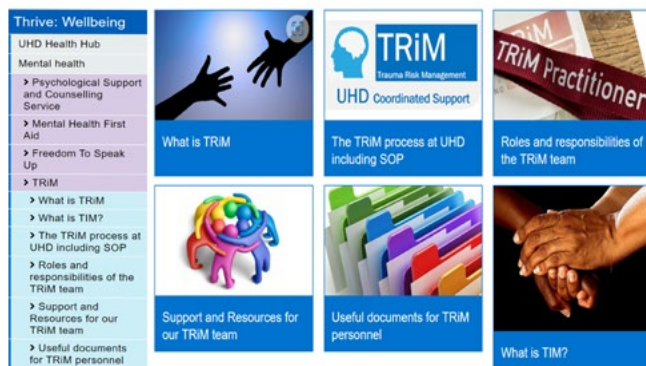 Thrive: Wellbeing
UHD Health Hub
Mental health
> Psychological Support
and Counselling
Service
> Mental Health First
Aid
> Freedom To Speak
Up
> TRiM
> What is TRiM
> What is TIM?
> The TRiM process at
UHD including SOP
> Roles and
responsibilities of the
TRiM team
> Support and
Resources for our
TRiM team
> Useful documents
for TRiM personnel
What is TRiM
TRiM
Trauma Risk Management
UHD Coordinated Support
The TRiM process at UHD
including SOP
TRiM Practitioner
Roles and responsibilities of
the TRiM team
Support and Resources for
our TRiM team
Useful documents for TRiM
personnel
What is TIM?